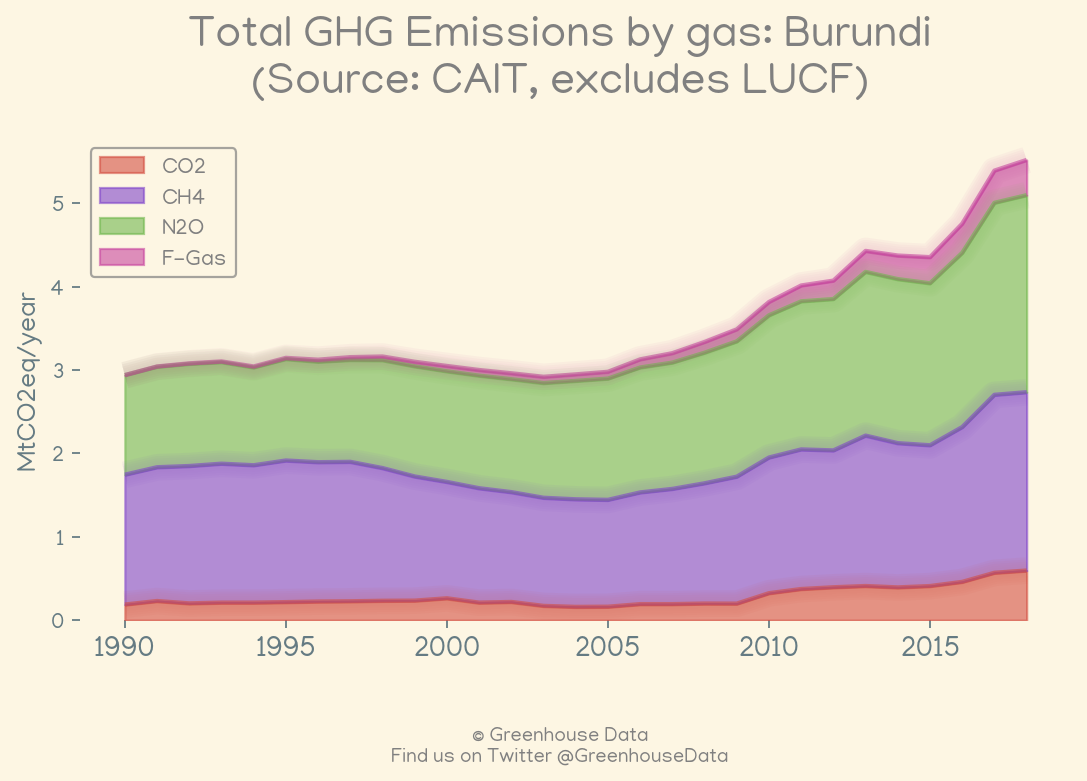 Total GHG Emissions by gas: Burundi
(Source: CAIT, excludes LUCF)
CO2
CH4
N2O
F-Gas
MtCO2eq/year
5
4
3
2
1
0
1990 1995 2000 2005 2010 2015
© Greenhouse Data
Find us on Twitter @GreenhouseData